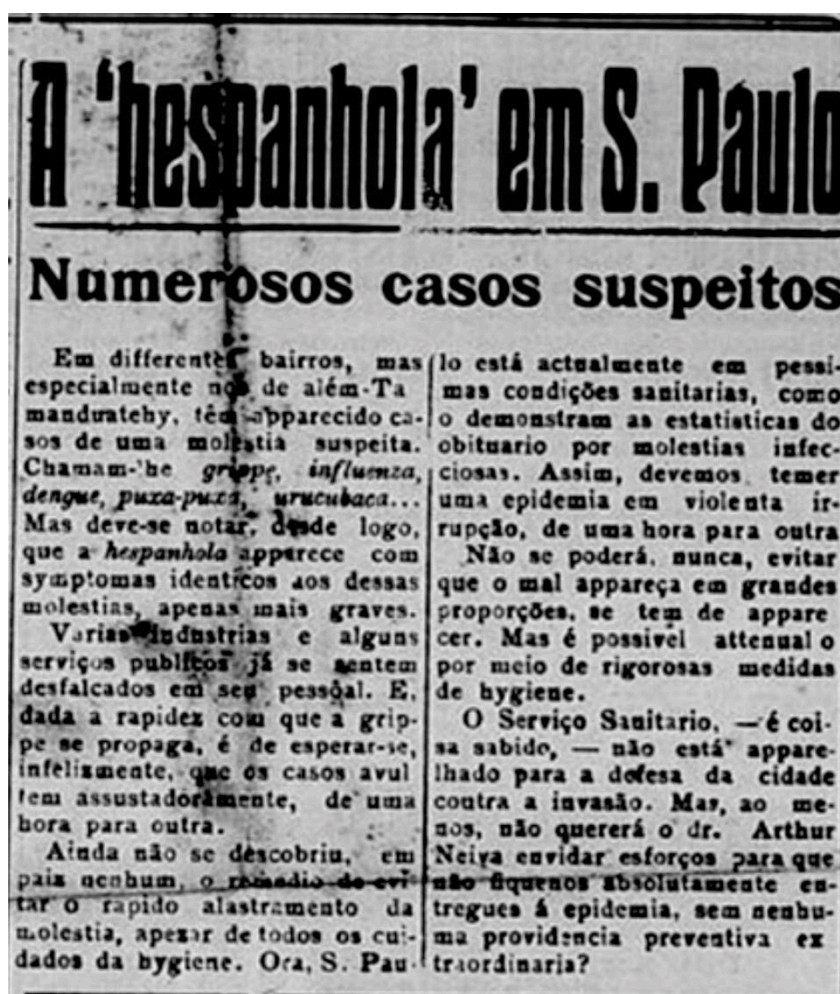 A 'hespanhola' em S. Paulo
Numerosos casos suspeitos
Em differentes bairros, mas
especialmente nos de além-Ta
manduatehy, têm apparecido ca-
sos de uma molestia suspeita.
Chamam-lhe grippe, influenza,
dengue, puxa-puxa, urucubaca...
Mas deve-se notar, desde logo,
que a hespanhola apparece com
symptomas identicos aos dessas
molestias, apenas mais graves.
Varias industrias e alguns
serviços publicos já se sentem
desfalcados em seu pessoal. E,
dada a rapidez com que a grip-
pe se propaga, é de esperar-se,
infelizmente, que os casos avul
tem assustadoramente, de uma
hora para outra.
Ainda não se descobriu, em
paiz nenhum, o remedio de evi
tar o rapido alastramento da
molestia, apezar de todos os cui-
dados da hygiene. Ora, S. Pau-
lo está actualmente em pessi-
mas condições sanitarias, como
o demonstram as estatisticas do
obituario por molestias infec-
ciosas. Assim, devemos temer
uma epidemia em violenta ir-
rupção, de uma hora para outra
Não se poderá, nunca, evitar
que o mal appareça em grandes
proporções, se tem de appare
cer. Mas é possivel attenual o
por meio de rigorosas medidas
de hygiene.
O Serviço Sanitario, — é coi-
sa sabido, — não está appare-
lhado para a defesa da cidade
contra a invasão. Mas, ao me-
nos, não quererá o dr. Arthur
Neiva envidar esforços para que
não fiquenos absolutamente en-
tregues á epidemia, sem nenhu-
ma providencia preventiva ex
traordinaria?